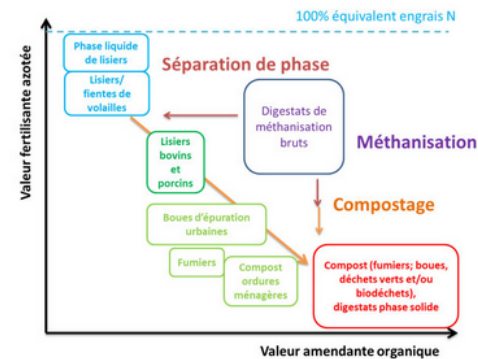 100% équivalent engrais N
Phase liquide
de lisiers
Séparation de phase
Lisiers/
fientes de
volailles
Digestats de
méthanisation
bruts
Méthanisation
Lisiers
bovins
et
porcins
Compostage
Boues d'épuration
urbaines
Fumiers
Compost
ordures
ménagères
Compost (fumiers; boues,
déchets verts et/ou
biodéchets),
digestats phase solide
Valeur fertilisante azotée
Valeur amendante organique